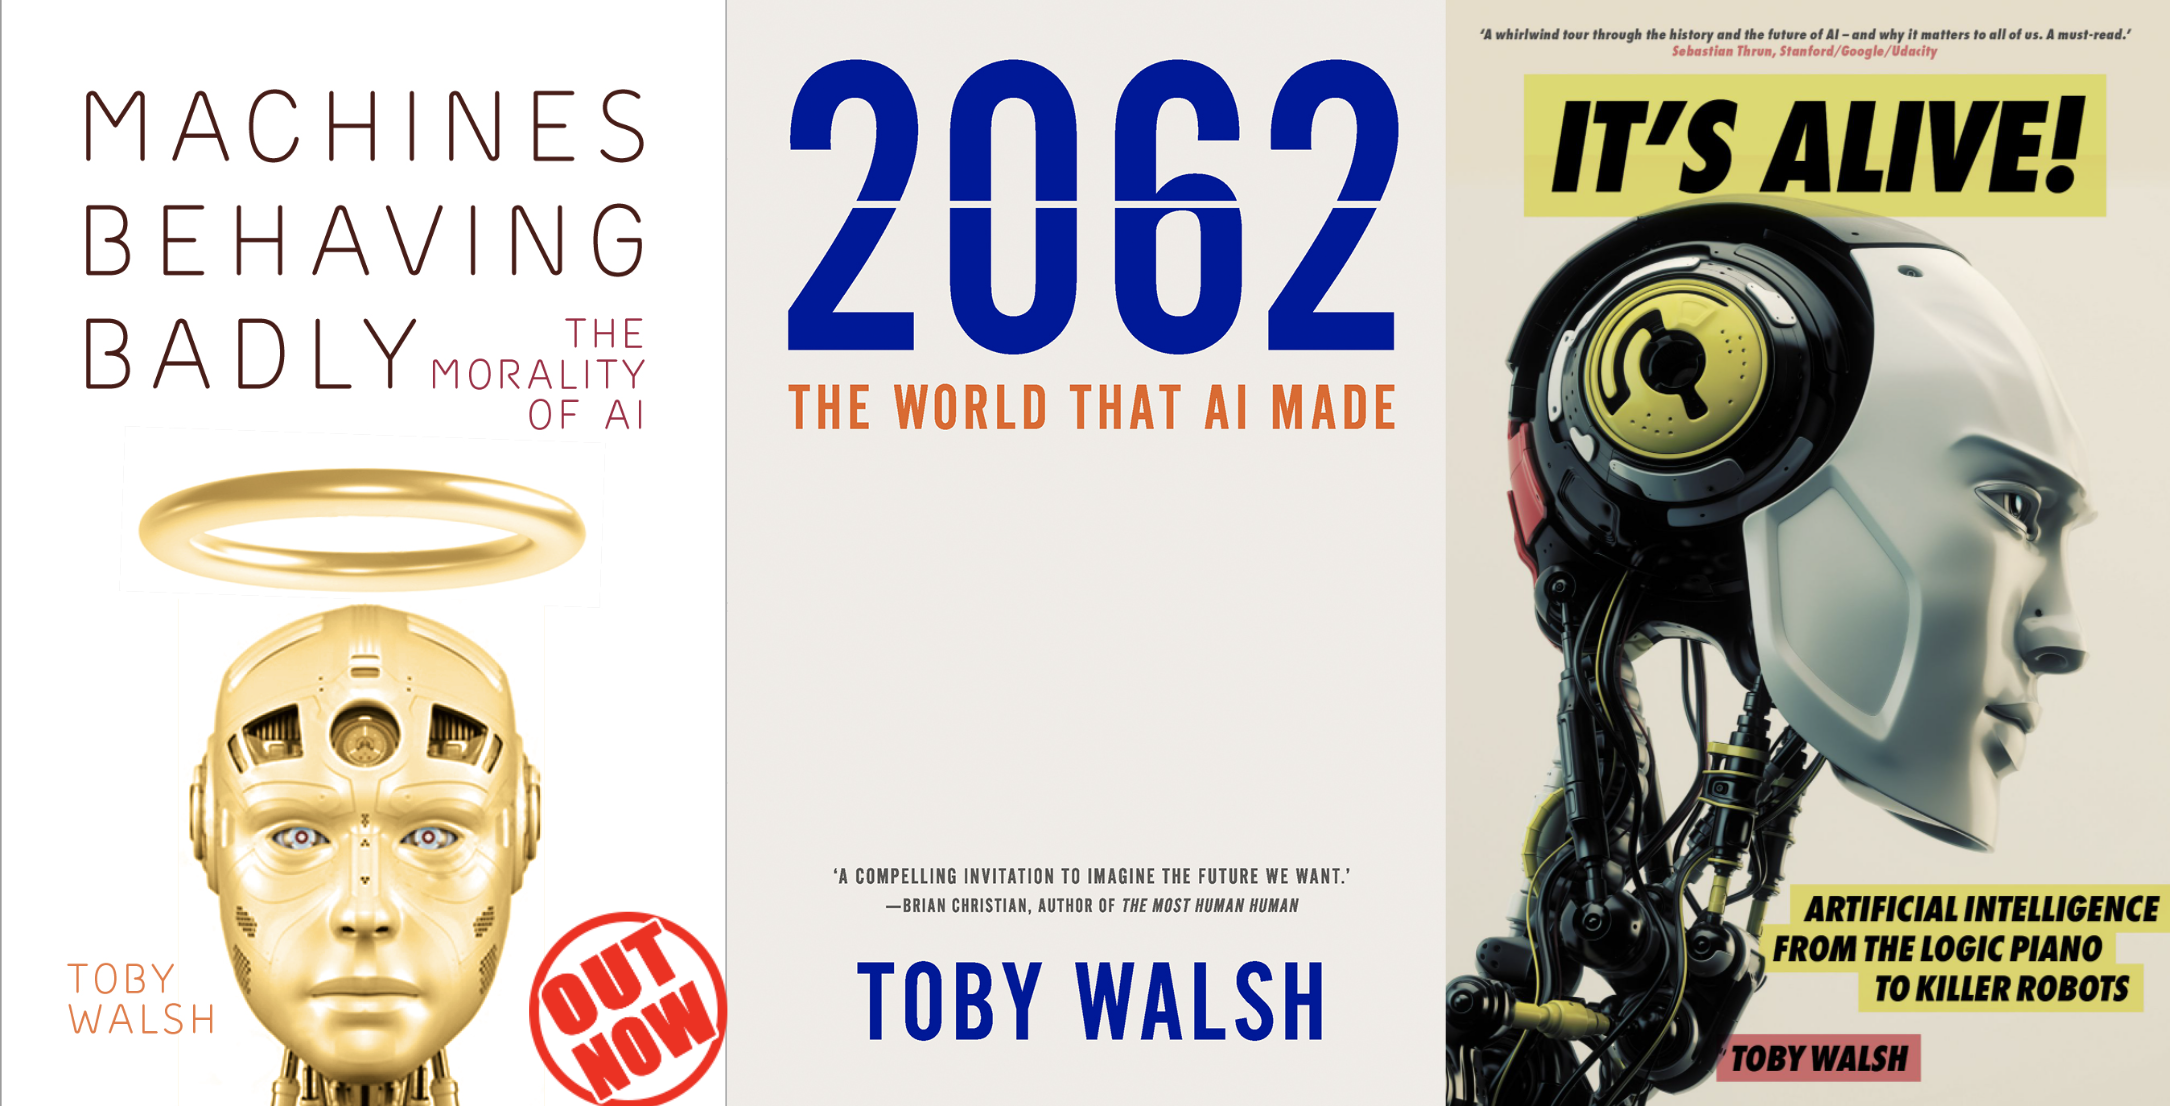 MACHINES
BEHAVING
BADLY
THE
MORALITY
OF AI
TOBY
WALSH
OUT
NOW
2062
THE WORLD THAT AI MADE
‘A COMPELLING INVITATION TO IMAGINE THE FUTURE WE WANT.’
—BRIAN CHRISTIAN, AUTHOR OF THE MOST HUMAN HUMAN
TOBY WALSH
‘A whirlwind tour through the history and the future of AI – and why it matters to all of us. A must-read.’
Sebastian Thrun, Stanford/Google/Udacity
IT’S ALIVE!
ARTIFICIAL INTELLIGENCE
FROM THE LOGIC PIANO
TO KILLER ROBOTS
TOBY WALSH